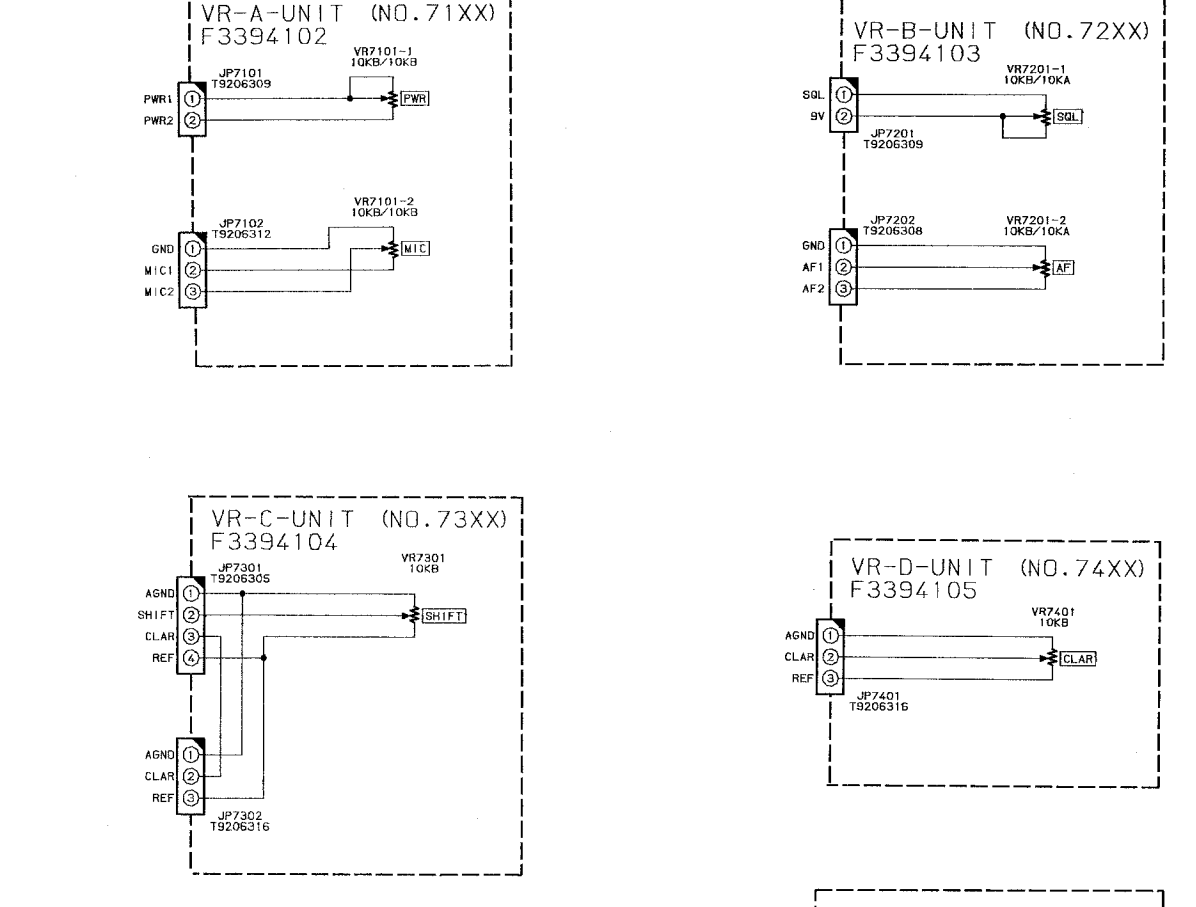 VR-A-UNIT (NO.71XX)
F3394102
VR7101-1
10KB/10KB
JP7101
T9206309
PWR1 1
PWR2 2
PWR
VR7101-2
10KB/10KB
JP7102
T9206312
GND 1
MIC1 2
MIC2 3
MIC
VR-B-UNIT (NO.72XX)
F3394103
VR7201-1
10KB/10KA
SQL 1
9V 2
SQL
JP7201
T9206309
JP7202
T9206308
VR7201-2
10KB/10KA
GND 1
AF1 2
AF2 3
AF
VR-C-UNIT (NO.73XX)
F3394104
VR7301
10KB
JP7301
T9206305
AGND 1
SHIFT 2
CLAR 3
REF 4
SHIFT
AGND 1
CLAR 2
REF 3
JP7302
T9206316
VR-D-UNIT (NO.74XX)
F3394105
VR7401
10KB
AGND 1
CLAR 2
REF 3
CLAR
JP7401
T9206316